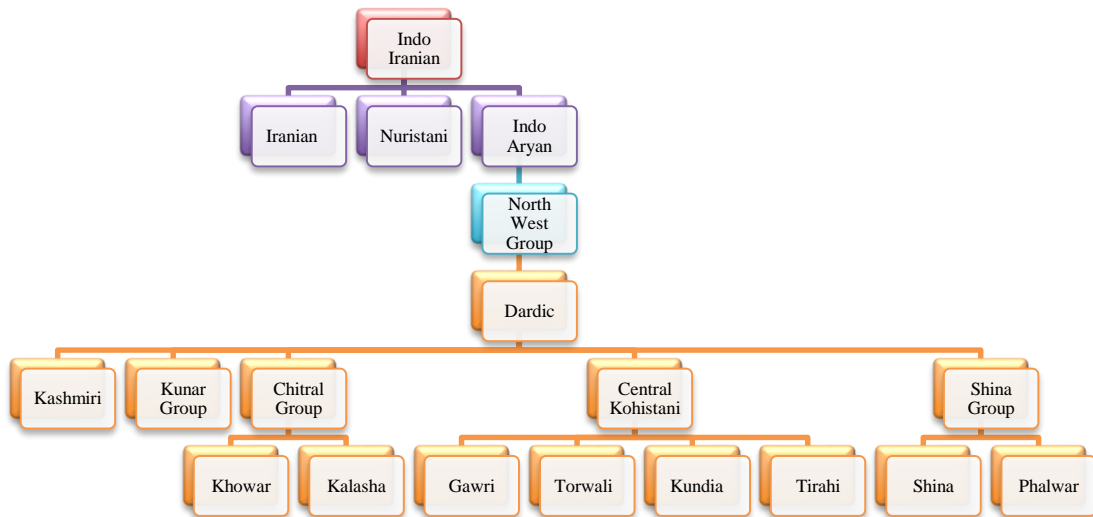 Indo
Iranian
Iranian
Nuristani
Indo
Aryan
North
West
Group
Dardic
Kashmiri
Kunar
Group
Chitral
Group
Central
Kohistani
Shina
Group
Khowar
Kalasha
Gawri
Torwali
Kundia
Tirahi
Shina
Phalwar